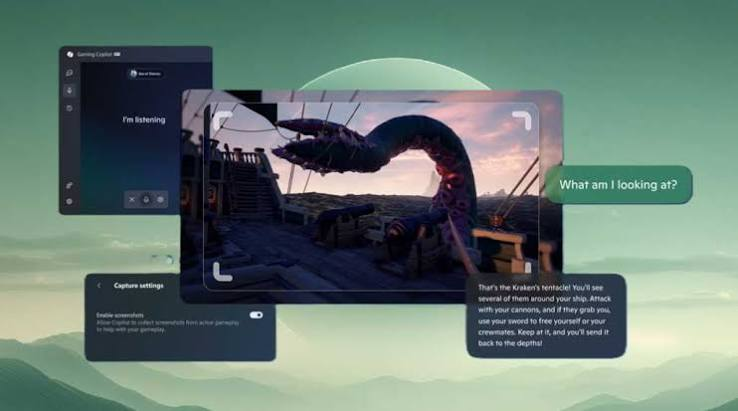 Gaming Copilot
Sea of Thieves
I'm listening
What am I looking at?
Capture settings
Enable screenshots
Allow Copilot to collect screenshots from active gameplay
to help with your gameplay.
That's the Kraken's tentacle! You'll see
several of them around your ship. Attack
with your cannons, and if they grab you,
use your sword to free yourself or your
crewmates. Keep at it, and you'll send it
back to the depths!